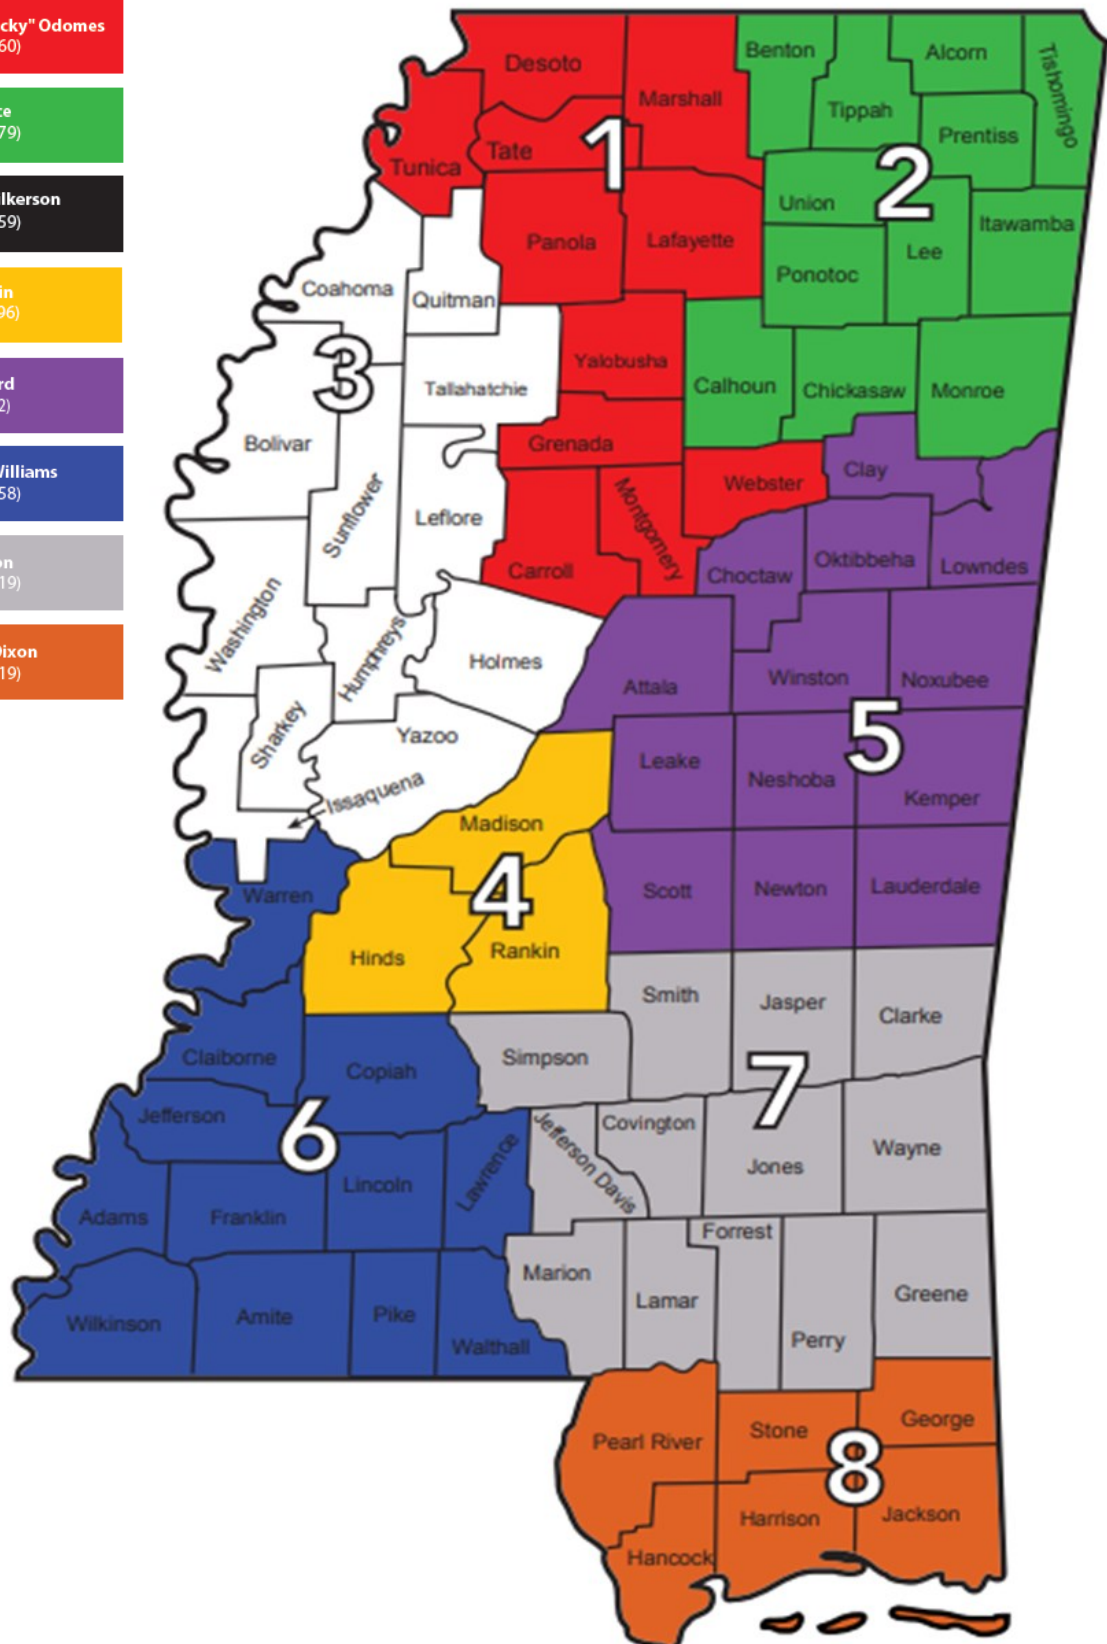 cky" Odomes
60)
te
79)
lkerson
59)
in
96)
rd
2)
Villiams
58)
on
19)
Dixon
19)
Desoto
Marshall
Benton
Tippah
Alcorn
Tishomingo
Prentiss
Tunica
Tate
1
2
Union
Itawamba
Panola
Lafayette
Lee
Ponotoc
Coahoma
Quitman
3
Yalobusha
Tallahatchie
Calhoun
Chickasaw
Monroe
Bolivar
Grenada
Clay
Webster
Sunflower
Leflore
Montgomery
Carroll
Choctaw
Oktibbeha
Lowndes
Washington
Humphreys
Holmes
Attala
Winston
Noxubee
Sharkey
Yazoo
5
Leake
Neshoba
Kemper
Issaquena
Madison
4
Warren
Scott
Newton
Lauderdale
Hinds
Rankin
Smith
Jasper
Clarke
Claiborne
Copiah
Simpson
7
Jefferson
6
Jefferson Davis
Covington
Jones
Wayne
Lawrence
Lincoln
Adams
Franklin
Forrest
Marion
Lamar
Greene
Wilkinson
Amite
Pike
Walthall
Perry
Pearl River
Stone
George
8
Harrison
Jackson
Hancock